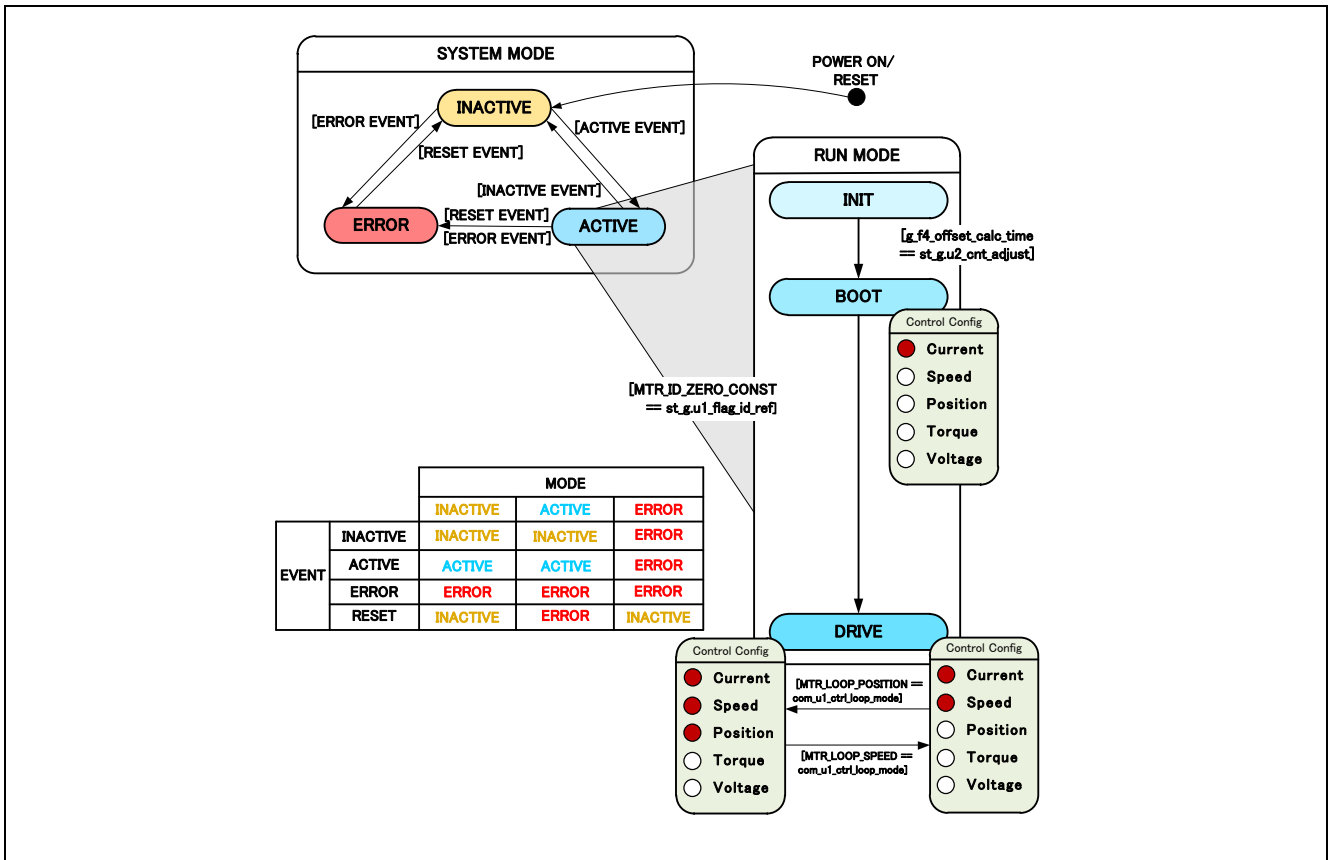 SYSTEM MODE
POWER ON/
RESET
INACTIVE
[ERROR EVENT]
[ACTIVE EVENT]
[RESET EVENT]
[INACTIVE EVENT]
ERROR
[RESET EVENT]
[ERROR EVENT]
ACTIVE
RUN MODE
INIT
[g_f4_offset_calc_time
== st_g.u2_cnt_adjust]
BOOT
Control Config
Current
Speed
Position
Torque
Voltage
[MTR_ID_ZERO_CONST
== st_g.u1_flag_id_ref]
MODE
INACTIVE ACTIVE ERROR
EVENT
INACTIVE INACTIVE INACTIVE ERROR
ACTIVE ACTIVE ACTIVE ERROR
ERROR ERROR ERROR ERROR
RESET INACTIVE ERROR INACTIVE
DRIVE
Control Config
Current
Speed
Position
Torque
Voltage
[MTR_LOOP_POSITION ==
com_u1_ctrl_loop_mode]
[MTR_LOOP_SPEED ==
com_u1_ctrl_loop_mode]
Control Config
Current
Speed
Position
Torque
Voltage